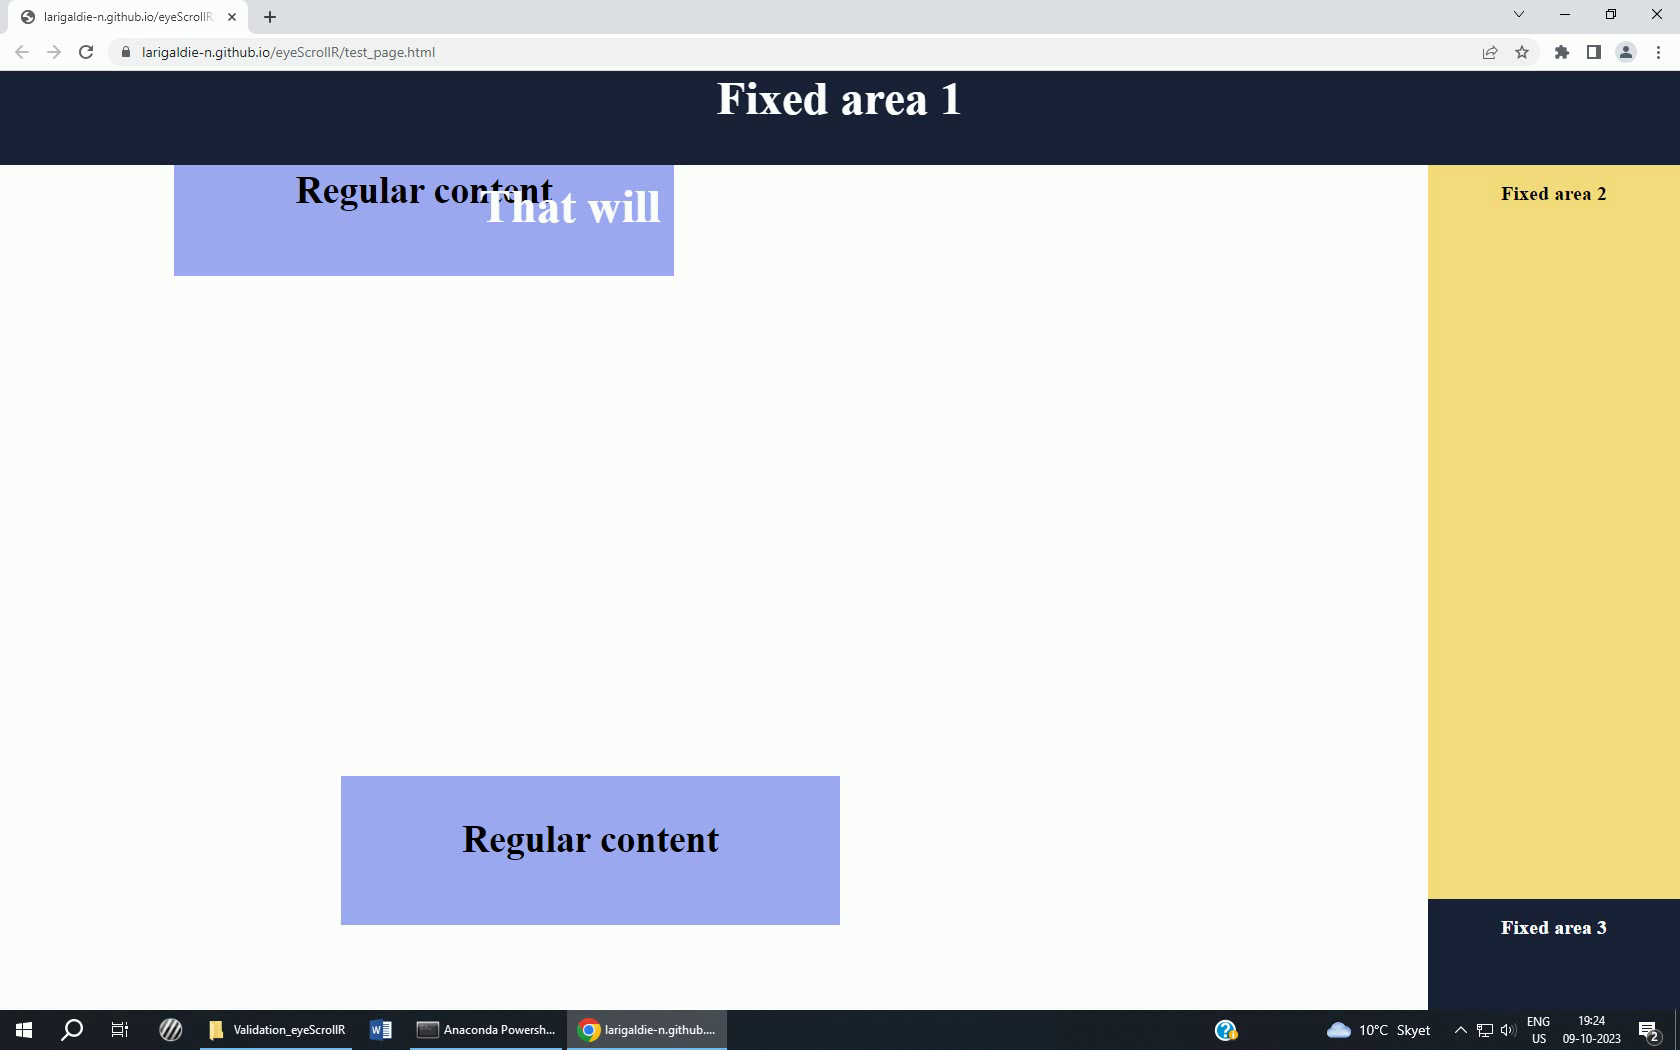 larigaldie-n.github.io/eyeScrollR
larigaldie-n.github.io/eyeScrollR/test_page.html
Fixed area 1
Regular content
That will
Fixed area 2
Regular content
Fixed area 3
Validation_eyeScrollR
Anaconda Powersh...
larigaldie-n.github....
10°C Skyet
ENG
US
19:24
09-10-2023
2